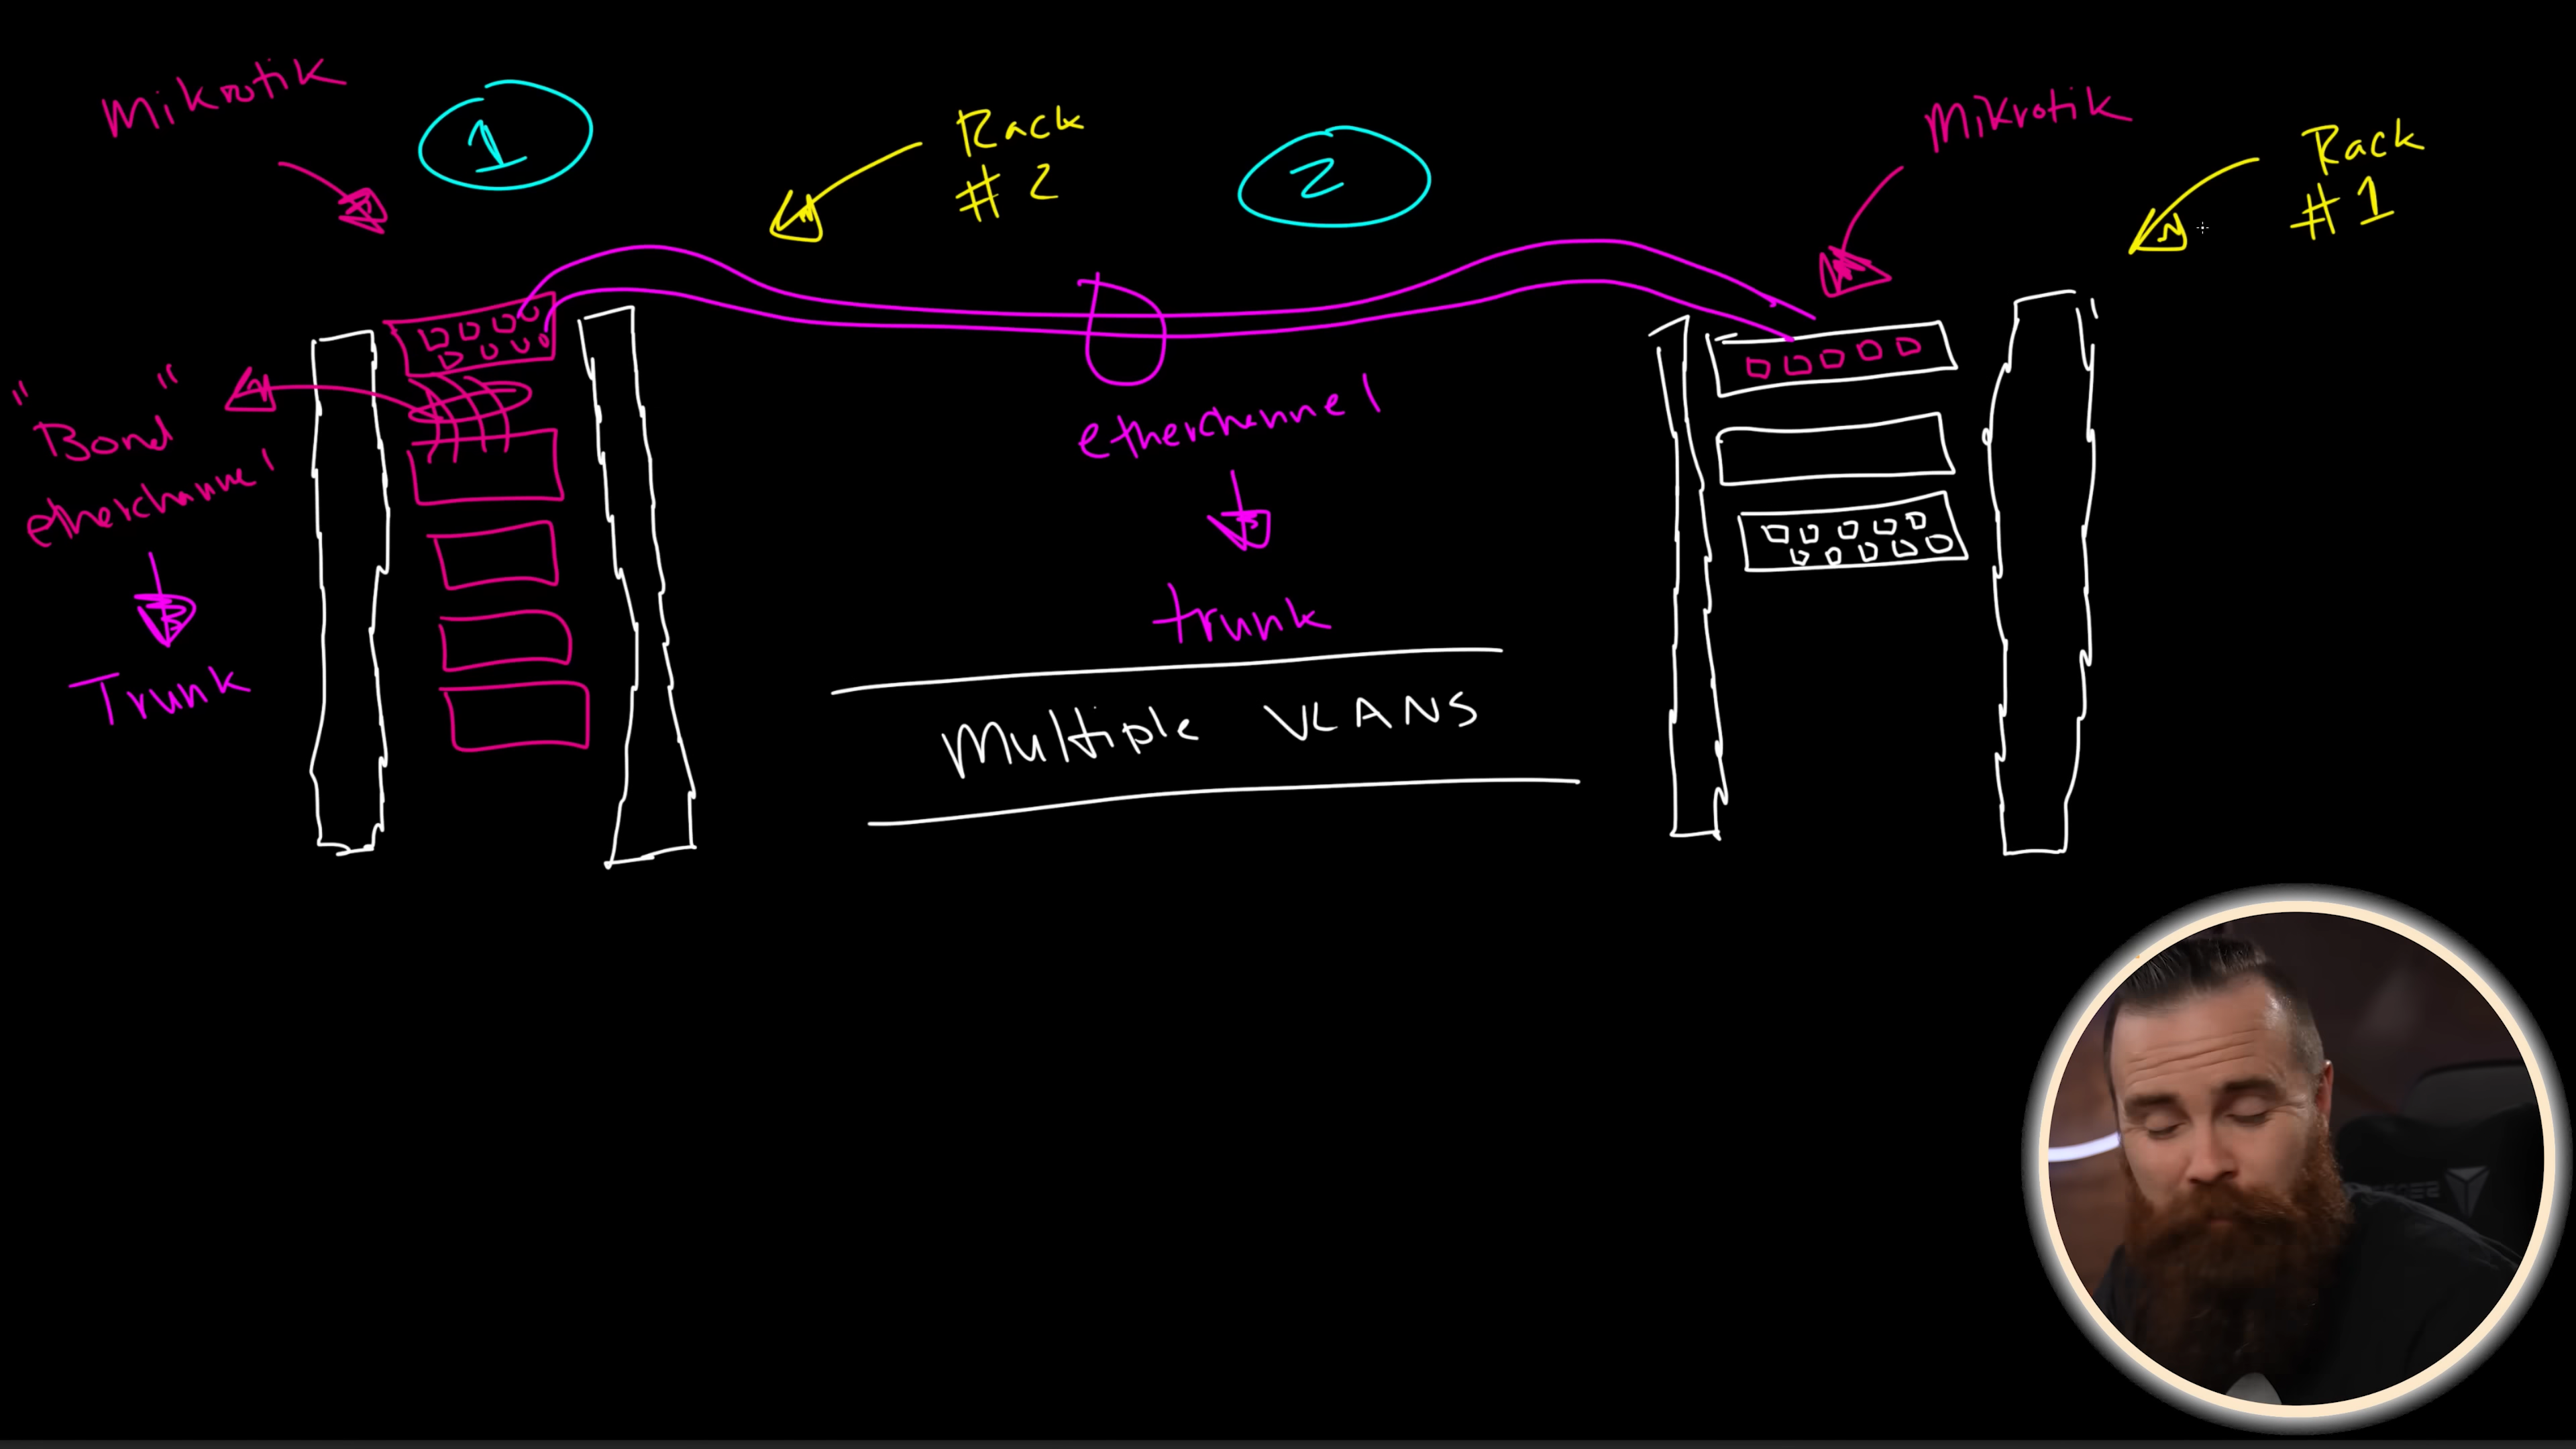 Mikrotik
1
Rack
#2
2
Mikrotik
Rack
#1
"Bond"
etherchannel
Trunk
etherchannel
trunk
Multiple VLANS